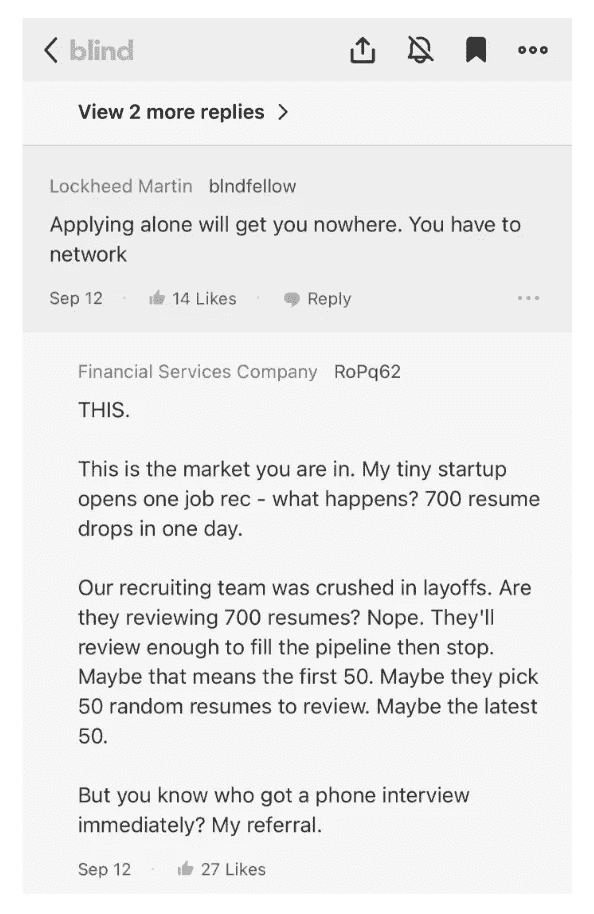 blind
View 2 more replies
Lockheed Martin blndfellow
Applying alone will get you nowhere. You have to
network
Sep 12 · 14 Likes · Reply
Financial Services Company RoPq62
THIS.
This is the market you are in. My tiny startup
opens one job rec - what happens? 700 resume
drops in one day.
Our recruiting team was crushed in layoffs. Are
they reviewing 700 resumes? Nope. They'll
review enough to fill the pipeline then stop.
Maybe that means the first 50. Maybe they pick
50 random resumes to review. Maybe the latest
50.
But you know who got a phone interview
immediately? My referral.
Sep 12 · 27 Likes